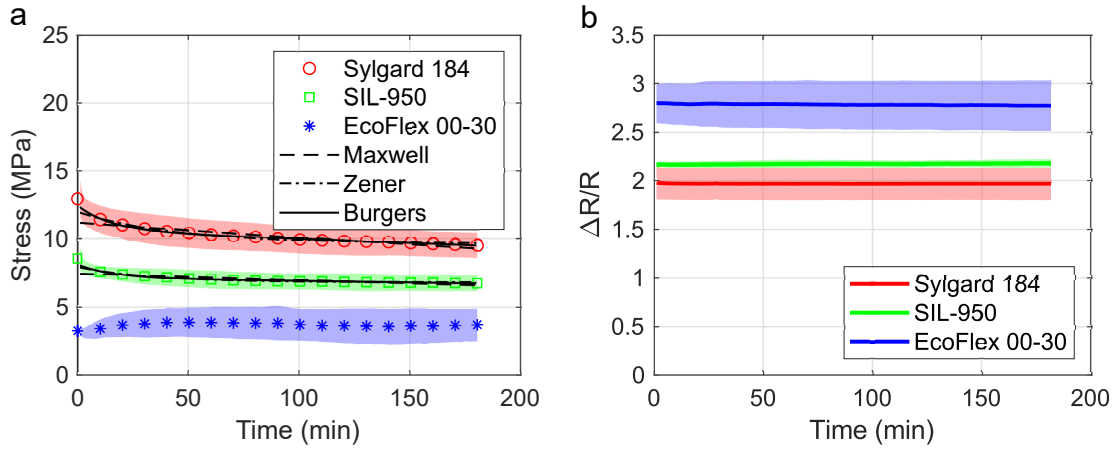 a
25
20
15
10
5
0
Stress (MPa)
0
50
100
150
200
Time (min)
Sylgard 184
SIL-950
EcoFlex 00-30
Maxwell
Zener
Burgers
b
3.5
3
2.5
2
1.5
1
0.5
0
ΔR/R
0
50
100
150
200
Time (min)
Sylgard 184
SIL-950
EcoFlex 00-30